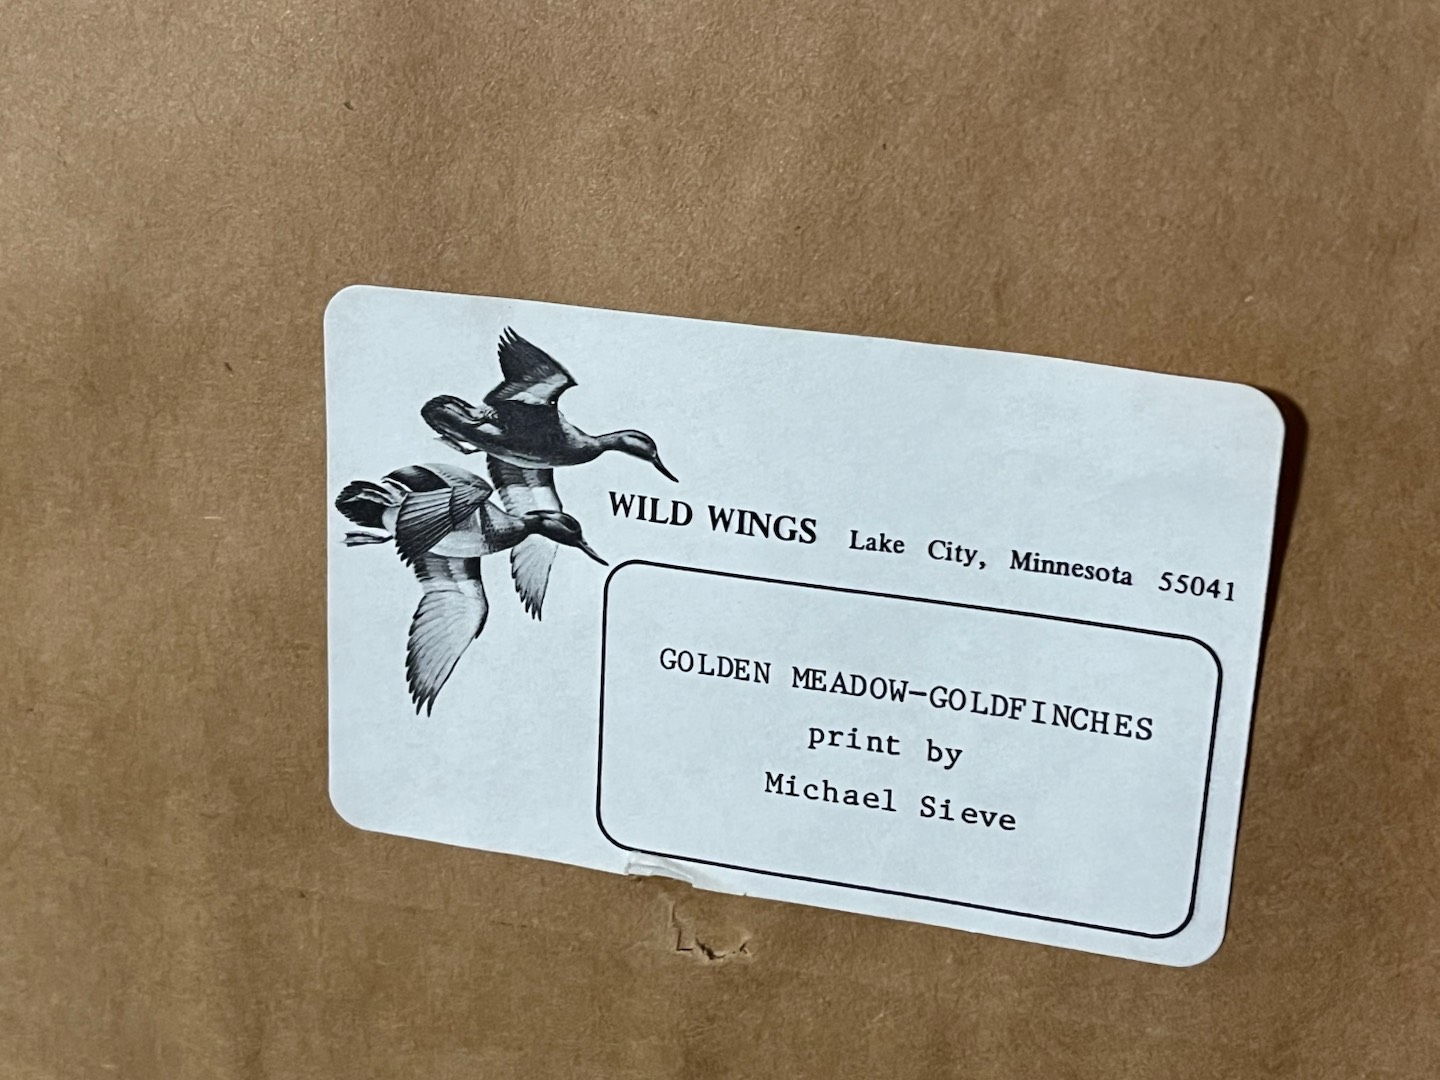 WILD WINGS Lake City, Minnesota 55041
GOLDEN MEADOW-GOLDFINCHES
print by
Michael Sieve